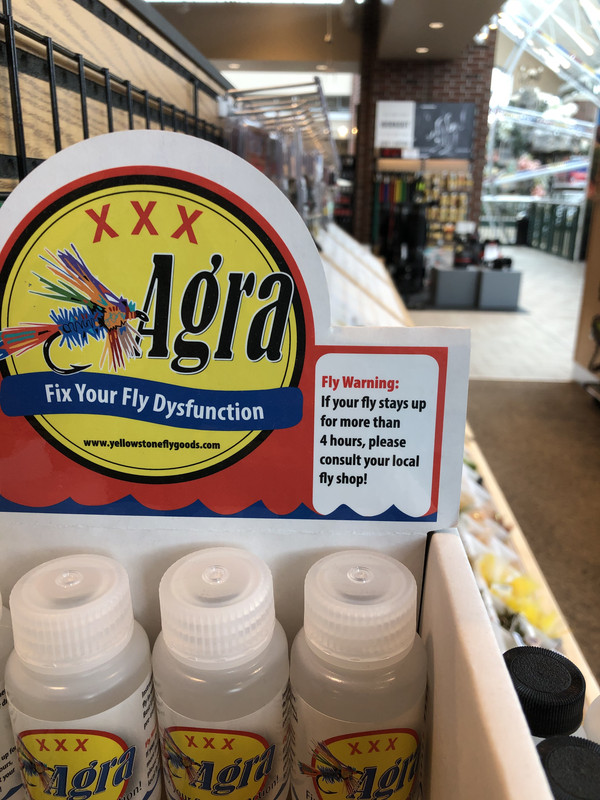 XXX
Agra
Fix Your Fly Dysfunction
www.yellowstoneflygoods.com
Fly Warning:
If your fly stays up
for more than
4 hours, please
consult your local
fly shop!
XXX
Agra
XXX
Agra
XXX
Agra